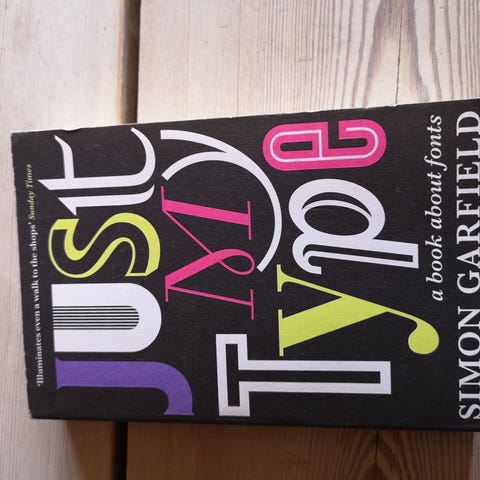 'Illuminates even a walk to the shops' Sunday Times
JUST
MY
Type
a book about fonts
SIMON GARFIELD